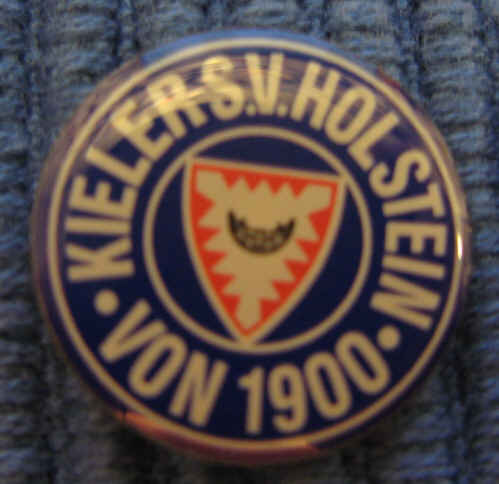 KIELER S.V. HOLSTEIN
VON 1900